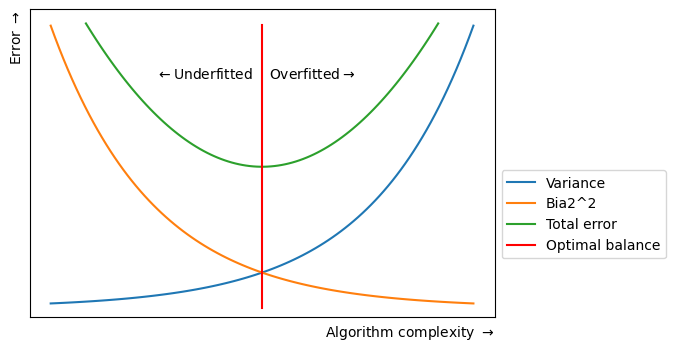 Error →
← Underfitted
Overfitted →
Variance
Bia2^2
Total error
Optimal balance
Algorithm complexity →